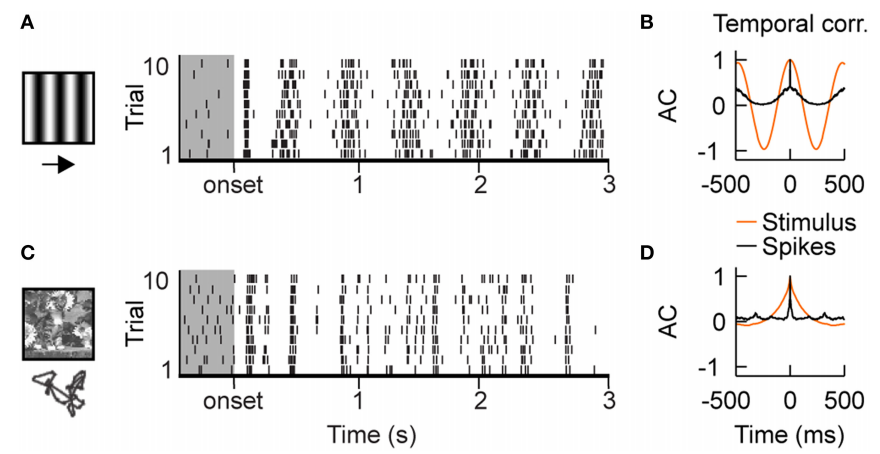 A
Trial
10
1
onset
1
2
3
B
Temporal corr.
AC
1
0
-1
-500
0
500
Stimulus
Spikes
C
Trial
10
1
onset
1
2
3
Time (s)
D
AC
1
0
-1
-500
0
500
Time (ms)